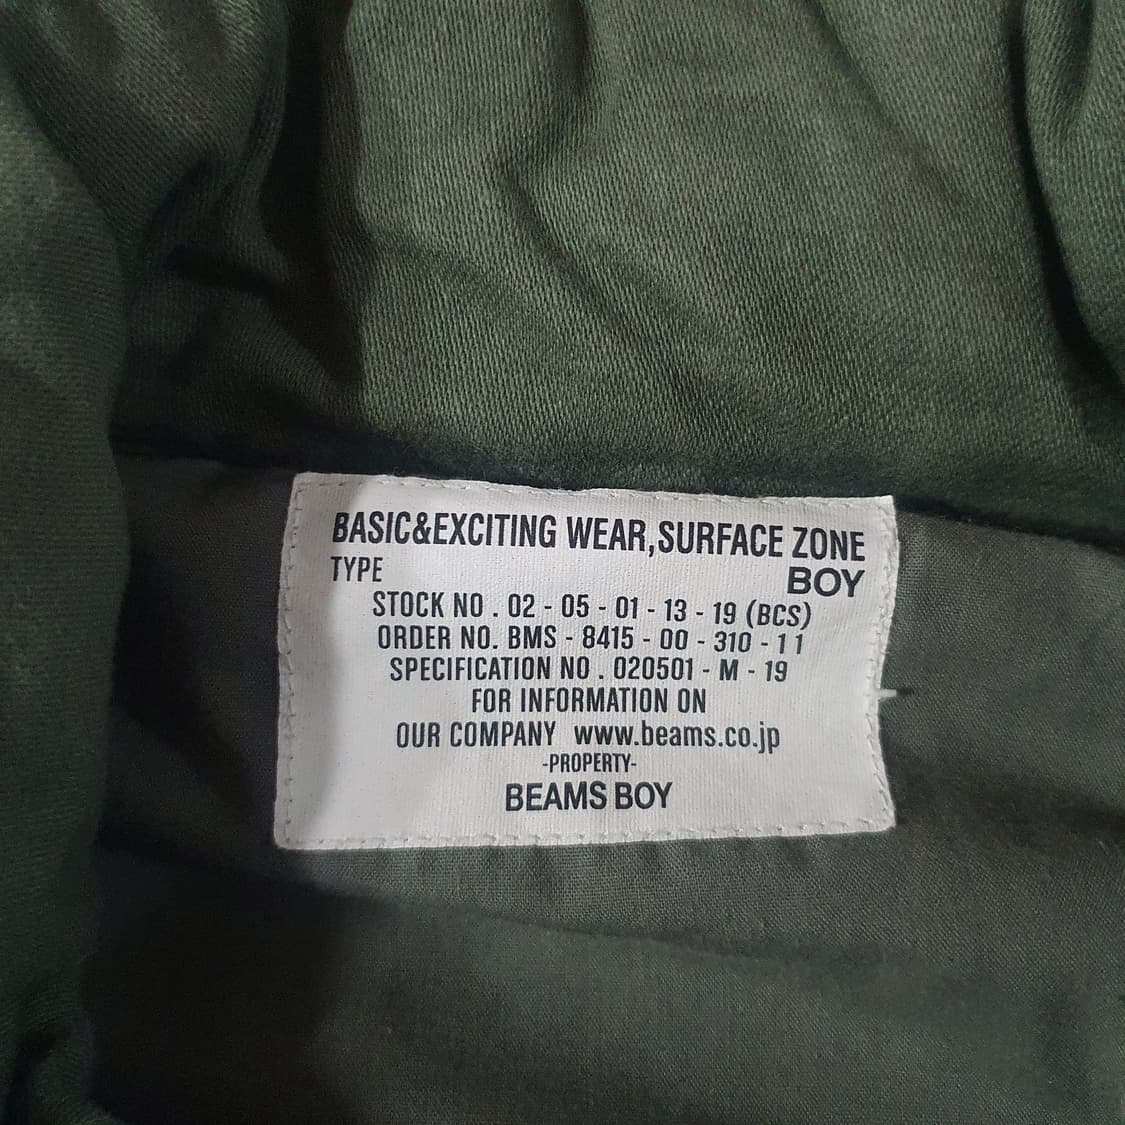 BASIC&EXCITING WEAR,SURFACE ZONE
TYPE BOY
STOCK NO . 02 - 05 - 01 - 13 - 19 (BCS)
ORDER NO. BMS - 8415 - 00 - 310 - 11
SPECIFICATION NO . 020501 - M - 19
FOR INFORMATION ON
OUR COMPANY www.beams.co.jp
-PROPERTY-
BEAMS BOY